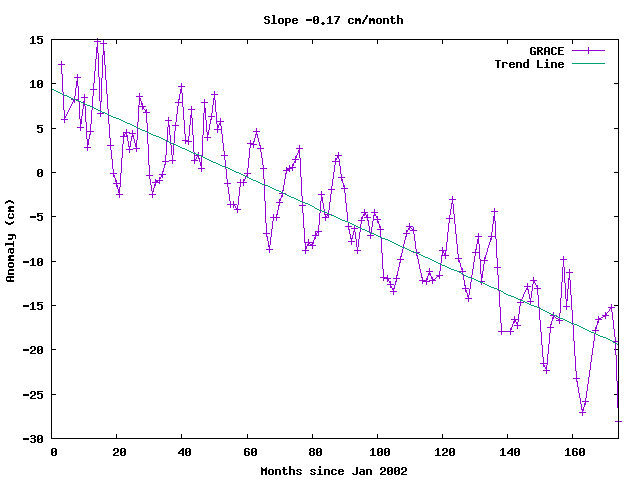 Slope -0.17 cm/month
GRACE
Trend Line
15
10
5
0
-5
-10
-15
-20
-25
-30
Anomaly (cm)
0 20 40 60 80 100 120 140 160
Months since Jan 2002